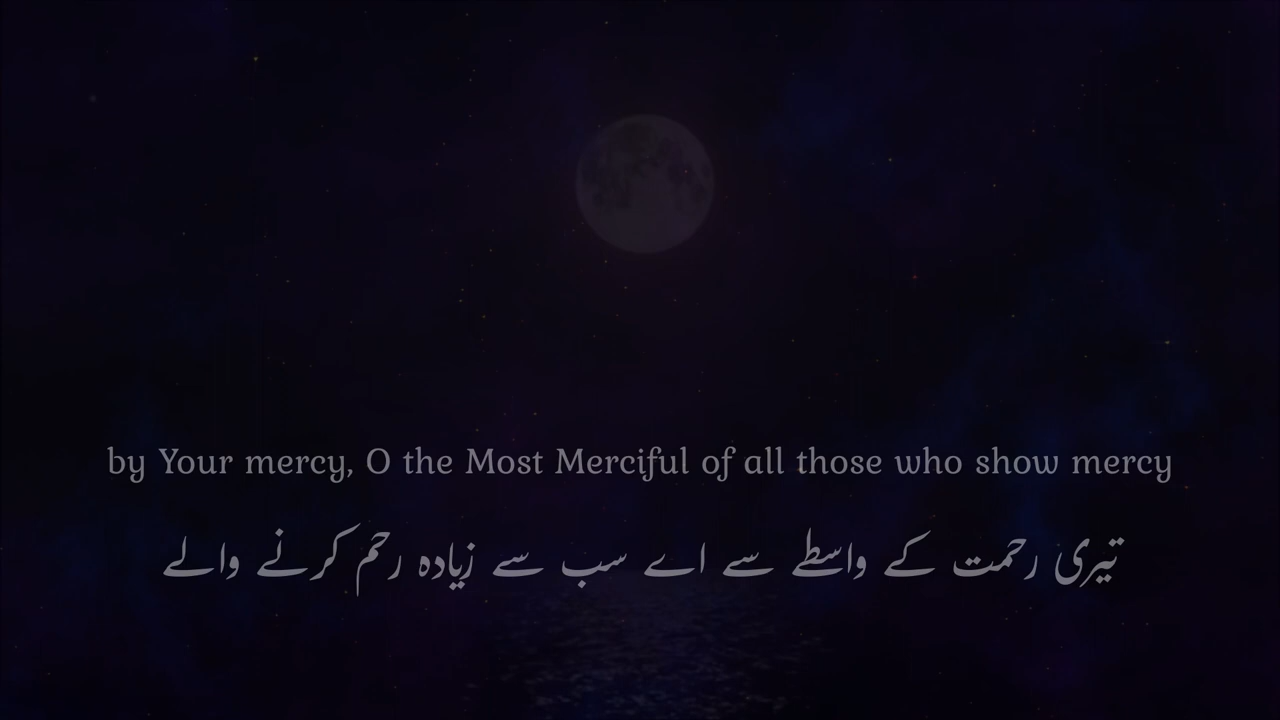 by Your mercy, O the Most Merciful of all those who show mercy
تیری رحمت کے واسطے سے اے سب سے زیادہ رحم کرنے والے